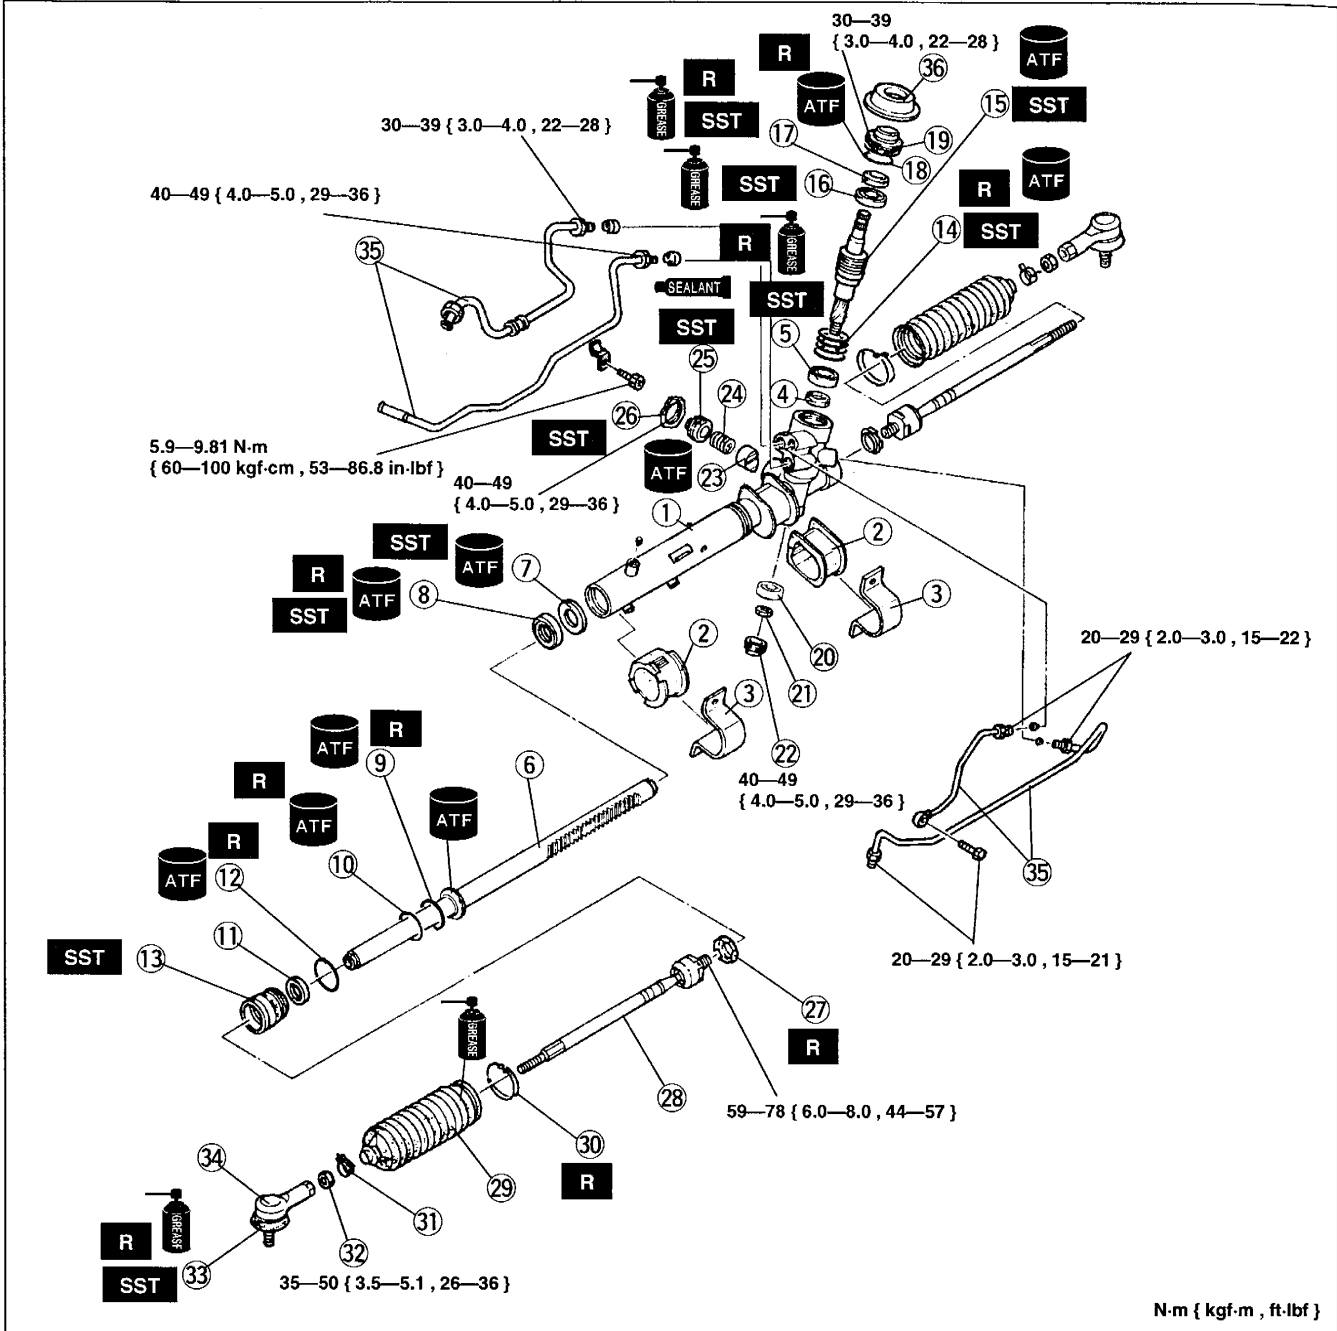 30—39
{ 3.0—4.0 , 22—28 }
R
ATF
36
ATF
15
SST
GREASE
R
SST
17
19
18
30—39 { 3.0—4.0 , 22—28 }
GREASE
SST
16
R
ATF
14
SST
40—49 { 4.0—5.0 , 29—36 }
35
R
GREASE
SEALANT
SST
SST
25
5
24
4
26
SST
ATF
23
5.9—9.81 N·m
{ 60—100 kgf·cm , 53—86.8 in·lbf }
40—49
{ 4.0—5.0 , 29—36 }
1
2
SST
ATF
7
R
ATF
8
SST
3
2
20
21
3
22
40—49
{ 4.0—5.0 , 29—36 }
20—29 { 2.0—3.0 , 15—22 }
35
20—29 { 2.0—3.0 , 15—21 }
ATF
R
9
6
R
ATF
ATF
R
ATF
12
10
11
SST
13
GREASE
27
R
28
59—78 { 6.0—8.0 , 44—57 }
30
R
29
34
31
GREASE
R
33
32
SST
35—50 { 3.5—5.1 , 26—36 }
N·m { kgf·m , ft·lbf }